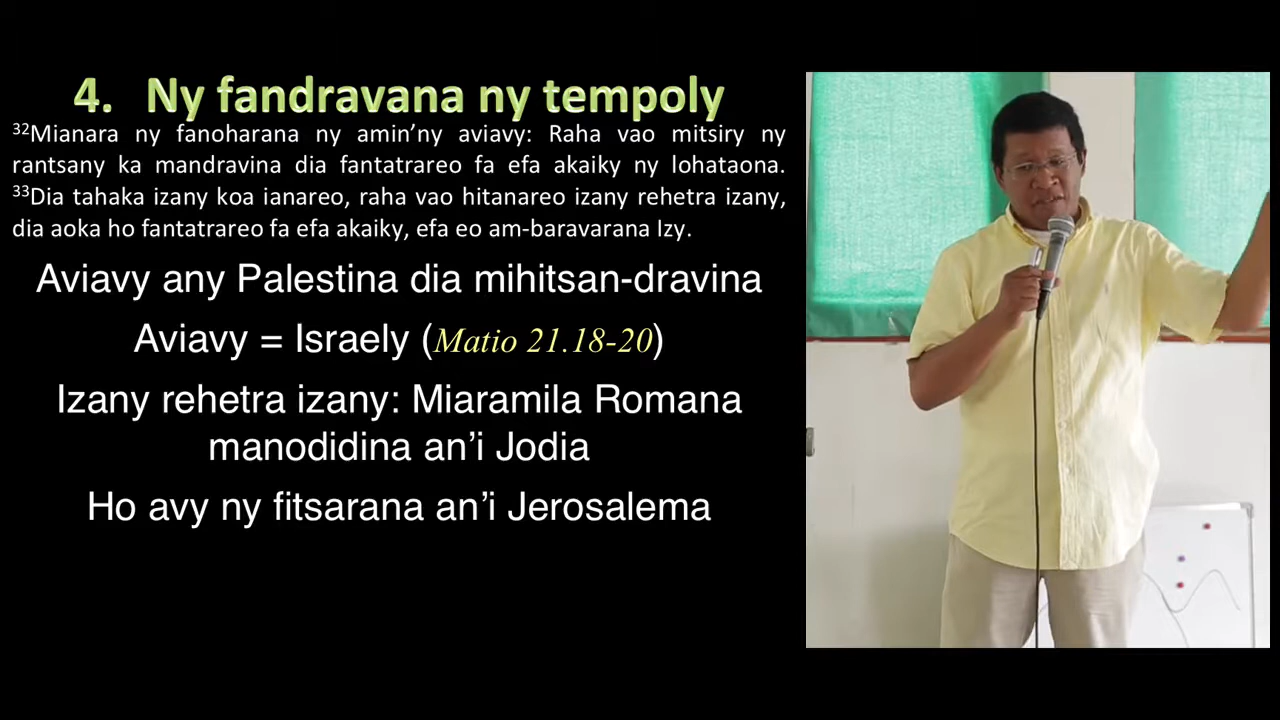 4. Ny fandravana ny tempoly
³²Mianara ny fanoharana ny amin’ny aviavy: Raha vao mitsiry ny
rantsany ka mandravina dia fantatrareo fa efa akaiky ny lohataona.
³³Dia tahaka izany koa ianareo, raha vao hitanareo izany rehetra izany,
dia aoka ho fantatrareo fa efa akaiky, efa eo am-baravarana Izy.
Aviavy any Palestina dia mihitsan-dravina
Aviavy = Israely (Matio 21.18-20)
Izany rehetra izany: Miaramila Romana
manodidina an’i Jodia
Ho avy ny fitsarana an’i Jerosalema